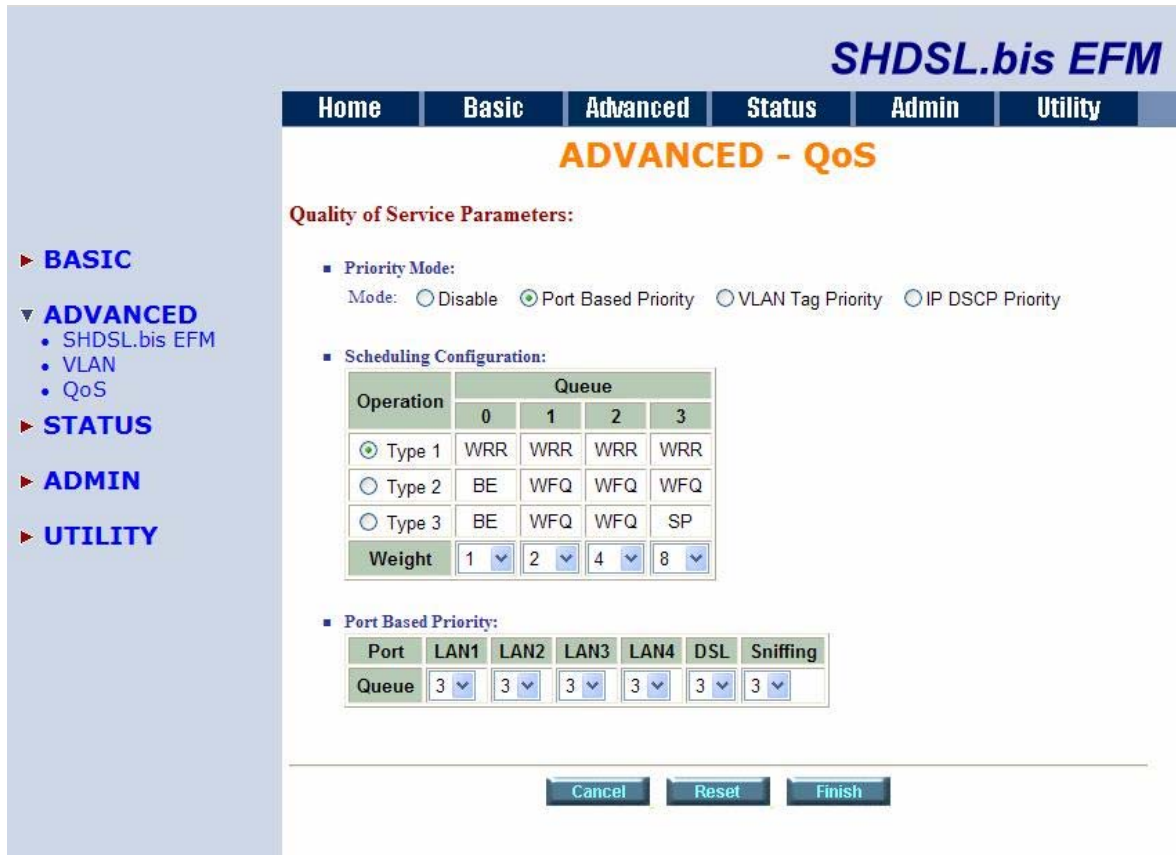 SHDSL.bis EFM
Home Basic Advanced Status Admin Utility
ADVANCED - QoS
Quality of Service Parameters:
BASIC
ADVANCED
SHDSL.bis EFM
VLAN
QoS
STATUS
ADMIN
UTILITY
Priority Mode:
Mode: Disable Port Based Priority VLAN Tag Priority IP DSCP Priority
Scheduling Configuration:
Operation Queue
0 1 2 3
Type 1 WRR WRR WRR WRR
Type 2 BE WFQ WFQ WFQ
Type 3 BE WFQ WFQ SP
Weight 1 2 4 8
Port Based Priority:
Port LAN1 LAN2 LAN3 LAN4 DSL Sniffing
Queue 3 3 3 3 3 3
Cancel Reset Finish